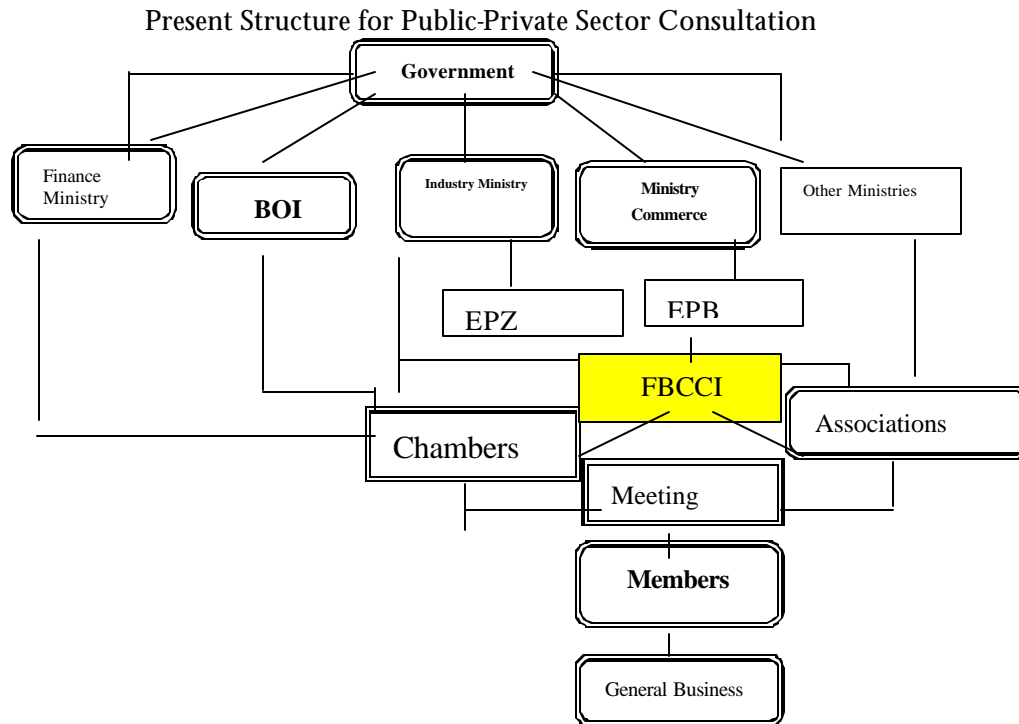 Present Structure for Public-Private Sector Consultation
Government
Finance
Ministry
BOI
Industry Ministry
Ministry
Commerce
Other Ministries
EPZ
EPB
FBCCI
Chambers
Associations
Meeting
Members
General Business